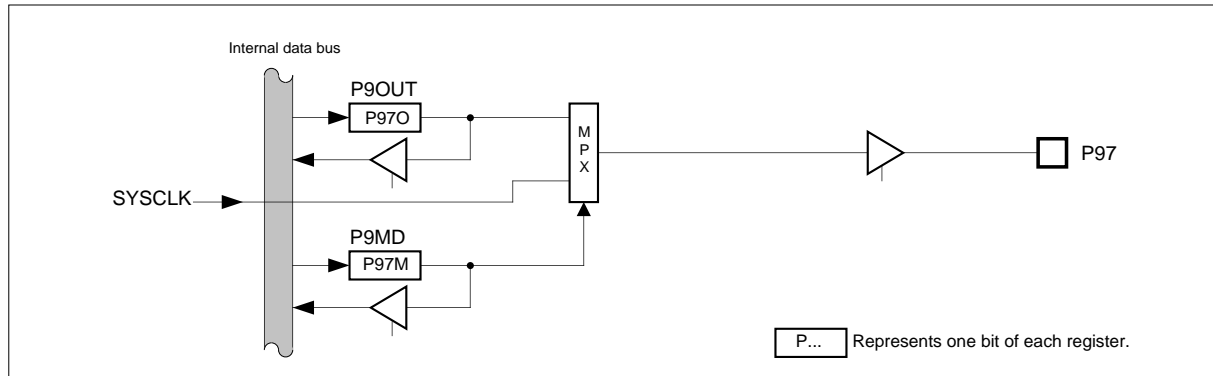 Internal data bus
P9OUT
P97O
M
P
X
P97
SYSCLK
P9MD
P97M
P... Represents one bit of each register.